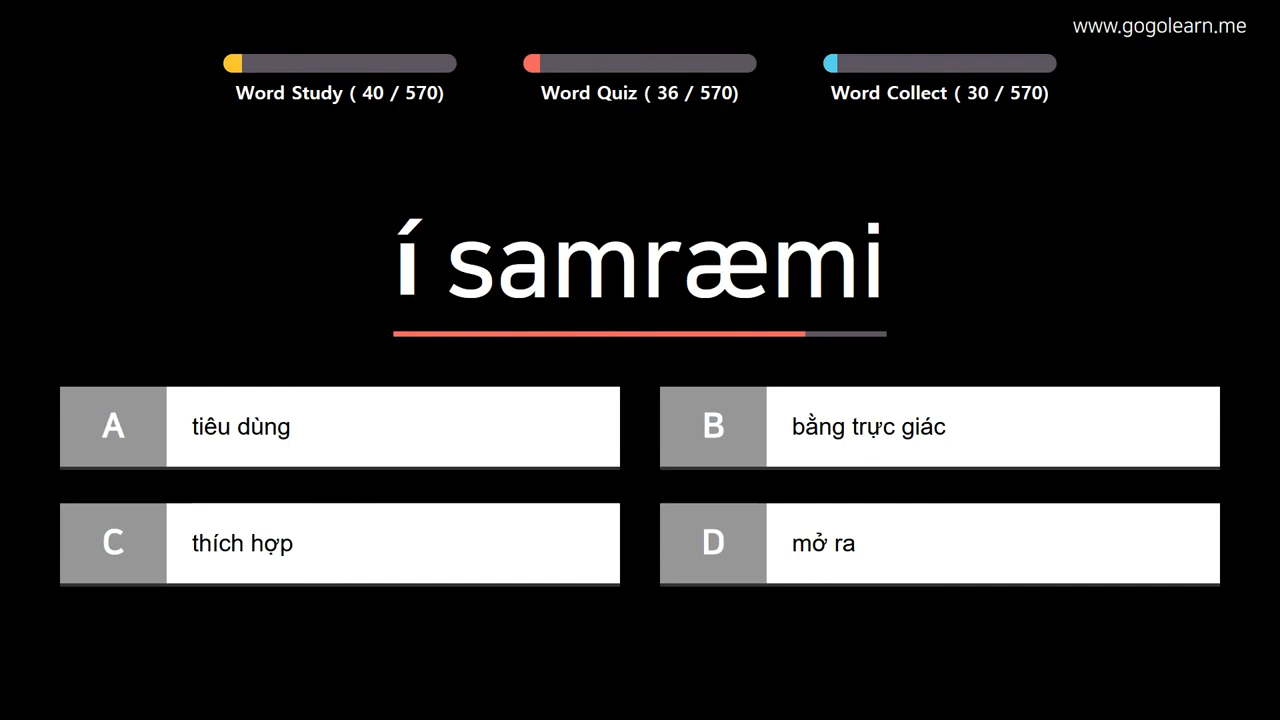 www.gogolearn.me
Word Study ( 40 / 570)
Word Quiz ( 36 / 570)
Word Collect ( 30 / 570)
í samræmi
A tiêu dùng
B bằng trực giác
C thích hợp
D mở ra